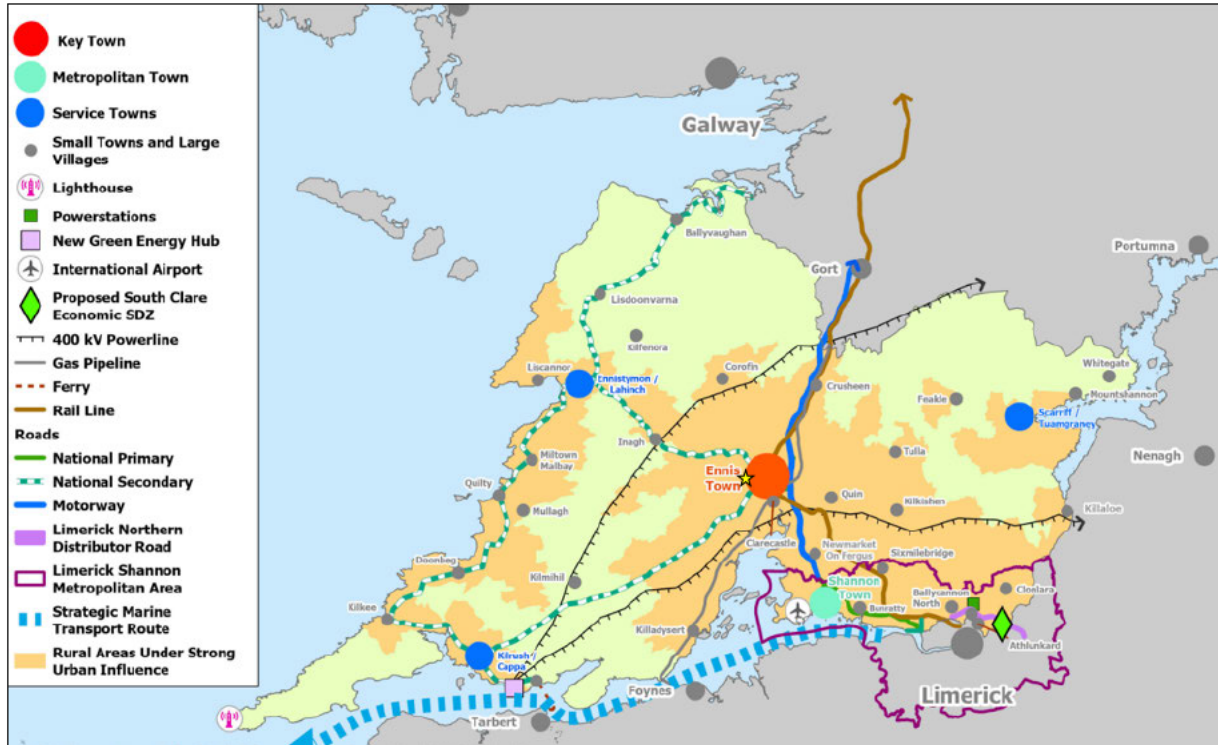 Key Town
Metropolitan Town
Service Towns
Small Towns and Large
Villages
Lighthouse
Powerstations
New Green Energy Hub
International Airport
Proposed South Clare
Economic SDZ
400 kV Powerline
Gas Pipeline
Ferry
Rail Line
Roads
National Primary
National Secondary
Motorway
Limerick Northern
Distributor Road
Limerick Shannon
Metropolitan Area
Strategic Marine
Transport Route
Rural Areas Under Strong
Urban Influence
Galway
Ballyvaughan
Portumna
Gort
Lisdoonvarna
Kilfenora
Liscannor
Ennistymon /
Lahinch
Corofin
Crusheen
Whitegate
Mountshannon
Feakle
Scarriff /
Tuamgraney
Inagh
Miltown
Malbay
Tulla
Nenagh
Ennis
Town
Quilty
Mullagh
Quin
Kilkishen
Killaloe
Clarecastle
Newmarket
On Fergus
Sixmilebridge
Doonbeg
Kilmihil
Shannon
Town
Ballysannon
North
Clonlara
Bunratty
Kilkee
Killadysert
Athlunkard
Kilrush /
Cappa
Foynes
Limerick
Tarbert